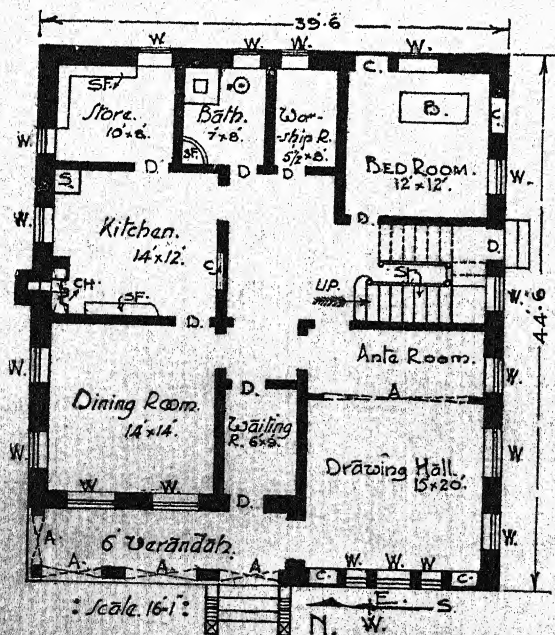 39'.6
W. W. W. W.
C.
SF.
Store.
10'×8'.
Bath.
7'×8'.
Wor-
ship R.
5½×8'.
B.
C.
W.
SF.
BED ROOM.
12'×12'.
W.
D. D. D.
S.
W.
Kitchen.
14'×12'.
D.
D.
C.
UP.
SF.
CH.
SF.
W.
44'.6
D.
D.
Ante Room.
W.
W.
A.
Dining Room.
14'×14'.
D.
Waiting
R. 6×9.
Drawing Hall.
15×20'.
W.
W.
W. W.
D.
W.
A.
6' Verandah.
A. A. A.
W. W. W.
C. C.
: Scale. 16'-1" :
E. S.
N. W.